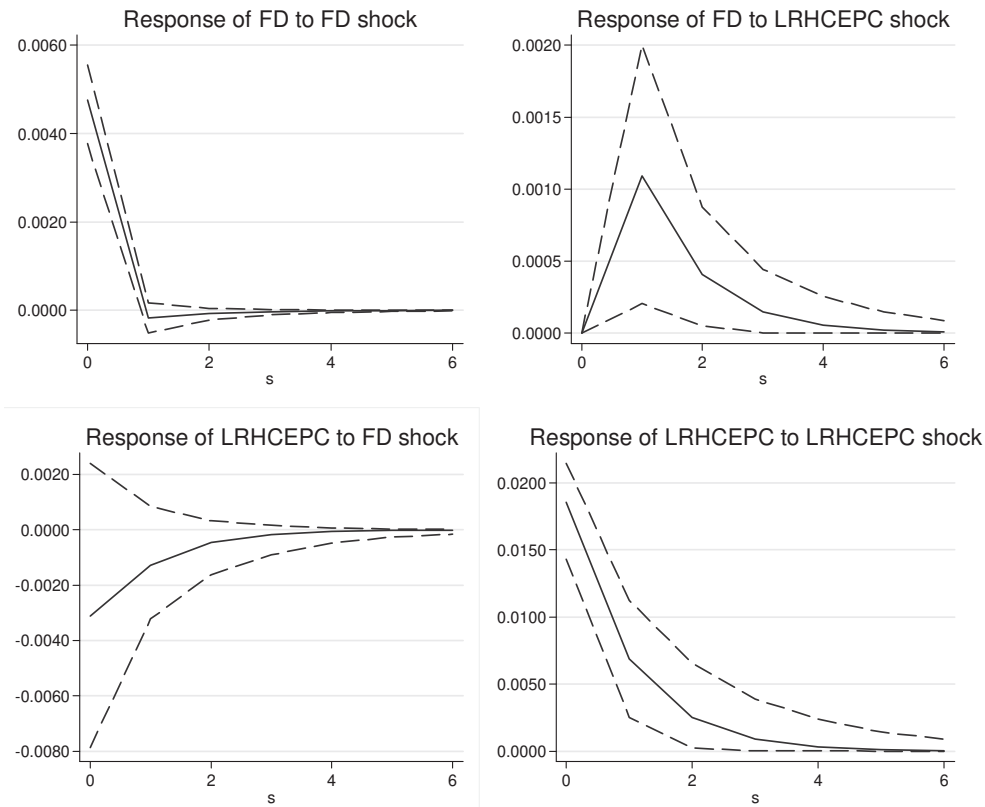 Response of FD to FD shock
0.0060
0.0040
0.0020
0.0000
0 2 4 6
s
Response of FD to LRHCEPC shock
0.0020
0.0015
0.0010
0.0005
0.0000
0 2 4 6
s
Response of LRHCEPC to FD shock
0.0020
0.0000
-0.0020
-0.0040
-0.0060
-0.0080
0 2 4 6
s
Response of LRHCEPC to LRHCEPC shock
0.0200
0.0150
0.0100
0.0050
0.0000
0 2 4 6
s